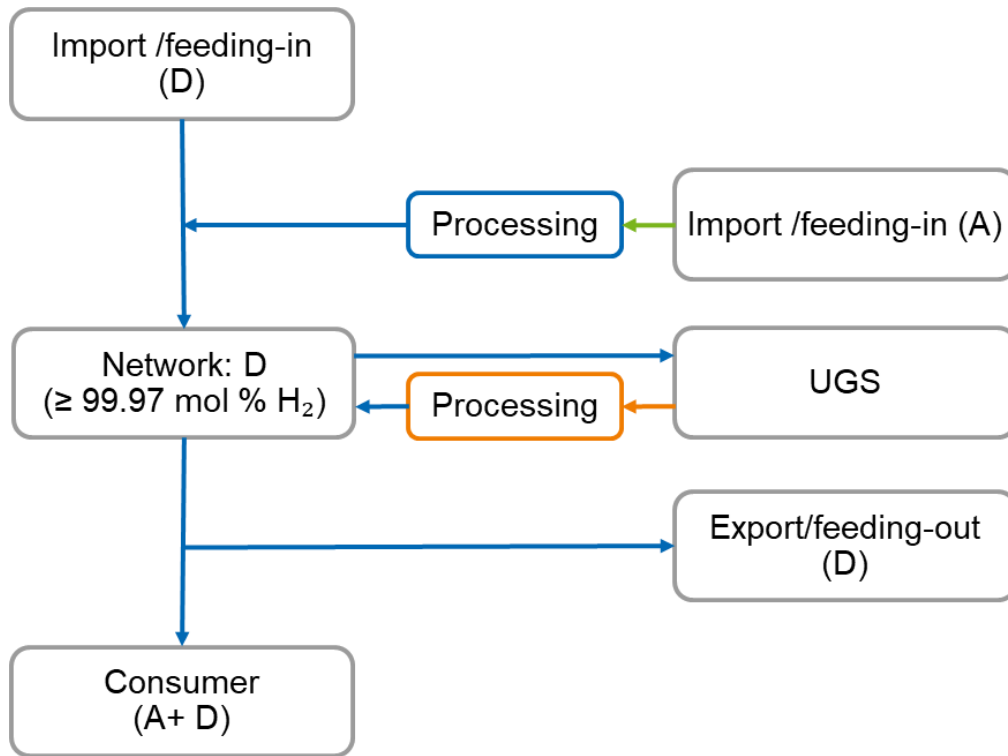 Import /feeding-in
(D)
Processing
Import /feeding-in (A)
Network: D
(≥ 99.97 mol % H₂)
Processing
UGS
Export/feeding-out
(D)
Consumer
(A+ D)